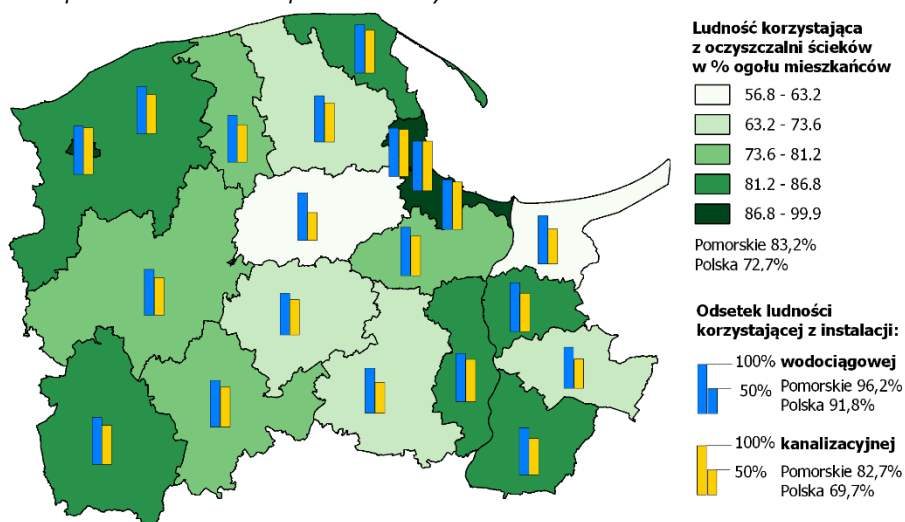 Ludność korzystająca
z oczyszczalni ścieków
w % ogołu mieszkańców
56.8 - 63.2
63.2 - 73.6
73.6 - 81.2
81.2 - 86.8
86.8 - 99.9
Pomorskie 83,2%
Polska 72,7%
Odsetek ludności
korzystającej z instalacji:
100% wodociągowej
50% Pomorskie 96,2%
Polska 91,8%
100% kanalizacyjnej
50% Pomorskie 82,7%
Polska 69,7%